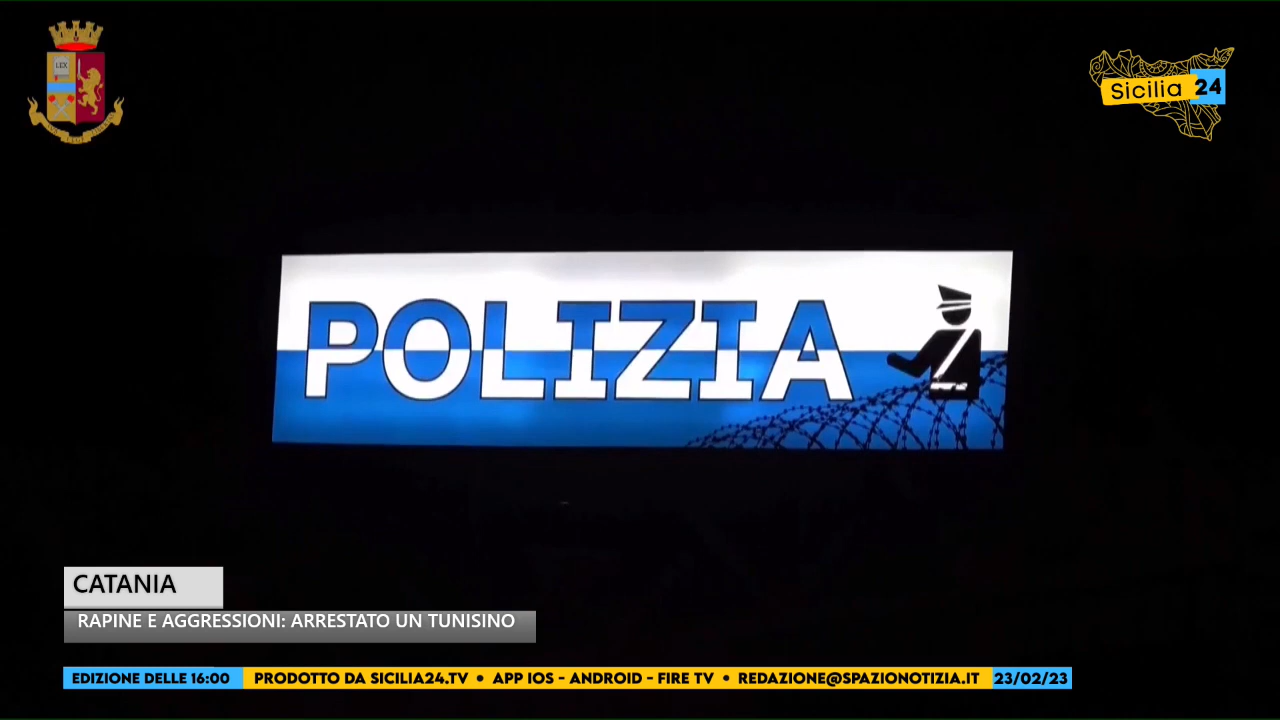 LEX
Sicilia 24
POLIZIA
CATANIA
RAPINE E AGGRESSIONI: ARRESTATO UN TUNISINO
EDIZIONE DELLE 16:00 PRODOTTO DA SICILIA24.TV • APP IOS - ANDROID - FIRE TV • REDAZIONE@SPAZIONOTIZIA.IT 23/02/23